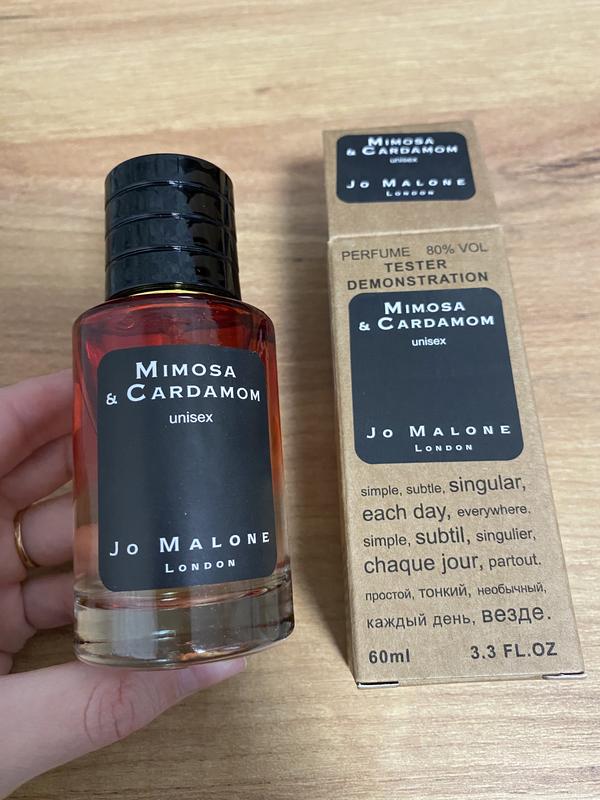 MIMOSA
& CARDAMOM
unisex
JO MALONE
LONDON
MIMOSA
& CARDAMOM
unisex
JO MALONE
LONDON
PERFUME 80% VOL
TESTER
DEMONSTRATION
MIMOSA
& CARDAMOM
unisex
JO MALONE
LONDON
simple, subtle, singular,
each day, everywhere.
simple, subtil, singulier,
chaque jour, partout.
простой, тонкий, необычный,
каждый день, везде.
60ml 3.3 FL.OZ